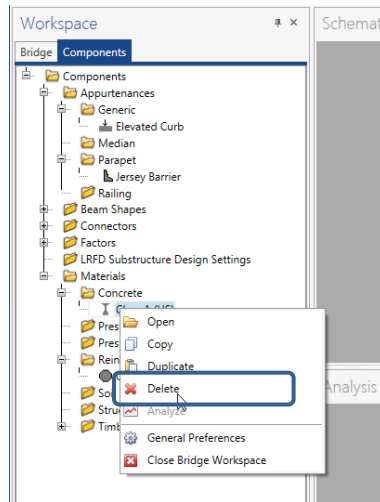 Workspace
Schemat
Bridge Components
Components
Appurtenances
Generic
Elevated Curb
Median
Parapet
Jersey Barrier
Railing
Beam Shapes
Connectors
Factors
LRFD Substructure Design Settings
Materials
Concrete
Open
Pres
Copy
Pres
Duplicate
Rein
Delete
Analysis
Soi
Analyze
Stru
General Preferences
Timb
Close Bridge Workspace